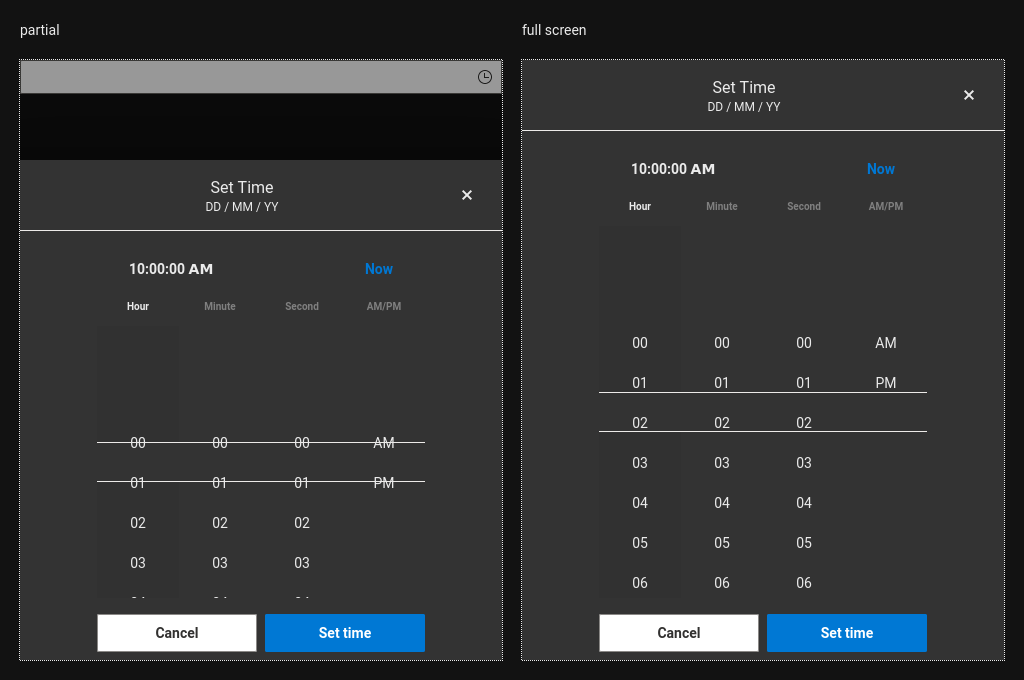 partial
Set Time
DD / MM / YY
10:00:00 AM Now
Hour Minute Second AM/PM
00 00 00 AM
01 01 01 PM
02 02 02
03 03 03
Cancel Set time
full screen
Set Time
DD / MM / YY
10:00:00 AM Now
Hour Minute Second AM/PM
00 00 00 AM
01 01 01 PM
02 02 02
03 03 03
04 04 04
05 05 05
06 06 06
Cancel Set time